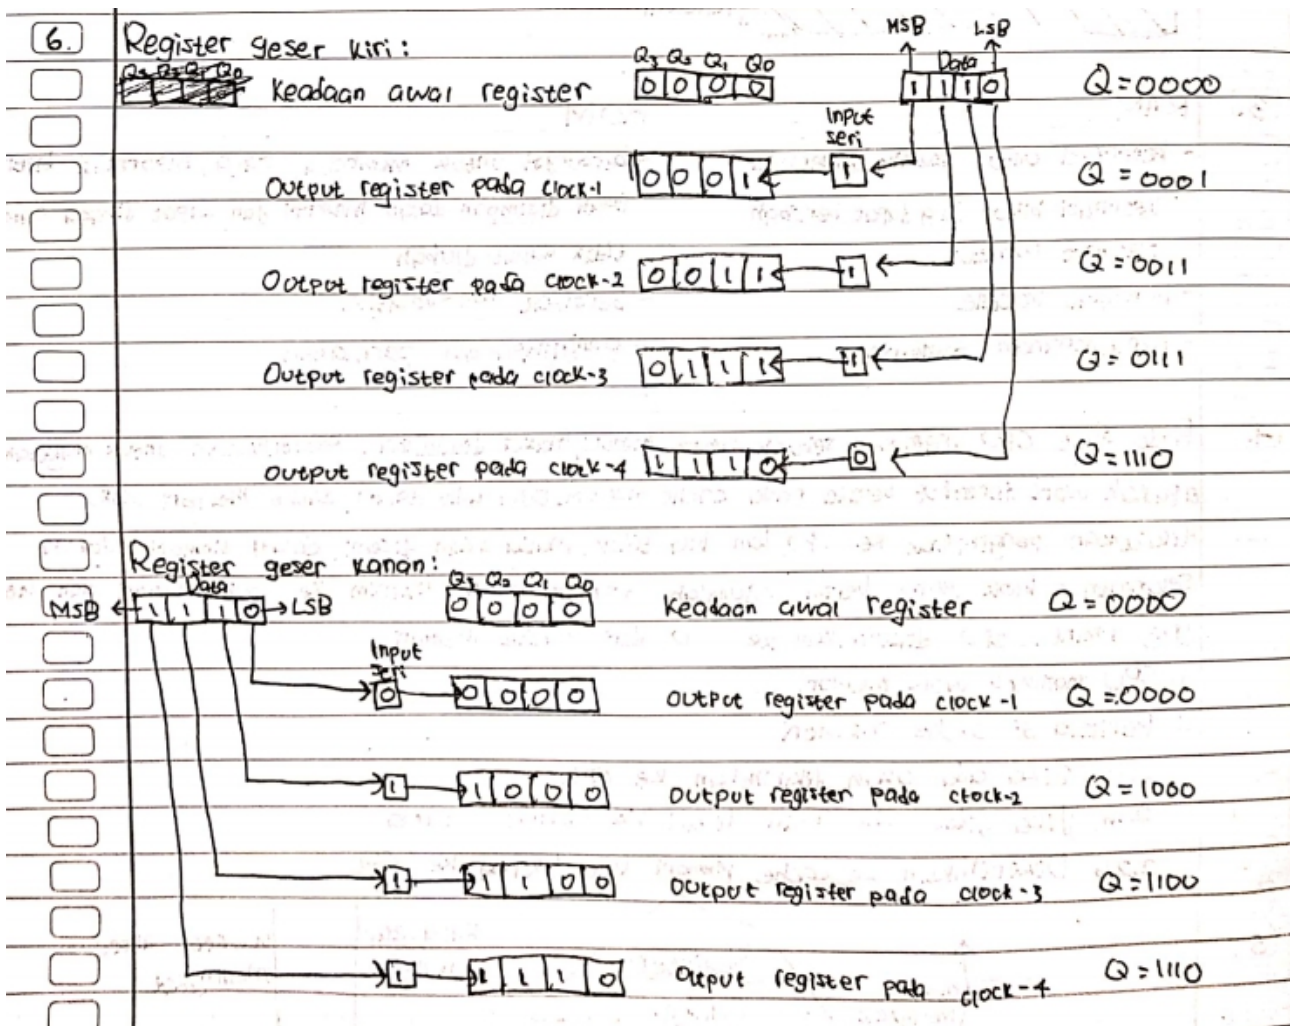 6. Register geser kiri:
MSB LSB
Q3 Q2 Q1 Q0 Data
Keadaan awal register 0 0 0 0 1 1 1 0 Q=0000
Input seri
Output register pada clock-1 0 0 0 1 1 Q=0001
Output register pada clock-2 0 0 1 1 1 Q=0011
Output register pada clock-3 0 1 1 1 1 Q=0111
Output register pada clock-4 1 1 1 0 0 Q=1110
Register geser kanan:
Data Q3 Q2 Q1 Q0
MSB 1 1 1 0 LSB 0 0 0 0 Keadaan awal register Q=0000
Input seri
0 0 0 0 0 Output register pada clock-1 Q=0000
1 1 0 0 0 Output register pada clock-2 Q=1000
1 1 1 0 0 Output register pada clock-3 Q=1100
1 1 1 1 0 Output register pada clock-4 Q=1110